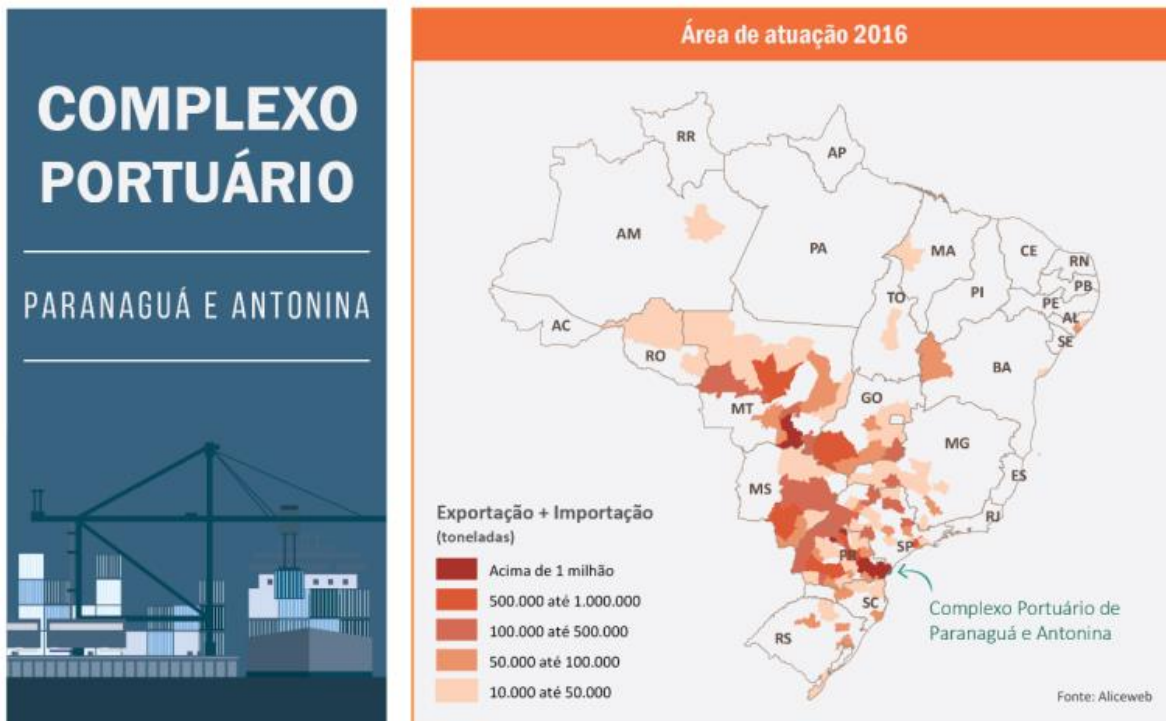 COMPLEXO
PORTUÁRIO
PARANAGUÁ E ANTONINA
Área de atuação 2016
RR
AP
AM
PA
MA
CE
RN
PB
PE
AL
SE
PI
TO
AC
RO
BA
MT
GO
MG
ES
MS
RJ
SP
PR
SC
RS
Exportação + Importação
(toneladas)
Acima de 1 milhão
500.000 até 1.000.000
100.000 até 500.000
50.000 até 100.000
10.000 até 50.000
Complexo Portuário de
Paranaguá e Antonina
Fonte: Aliceweb